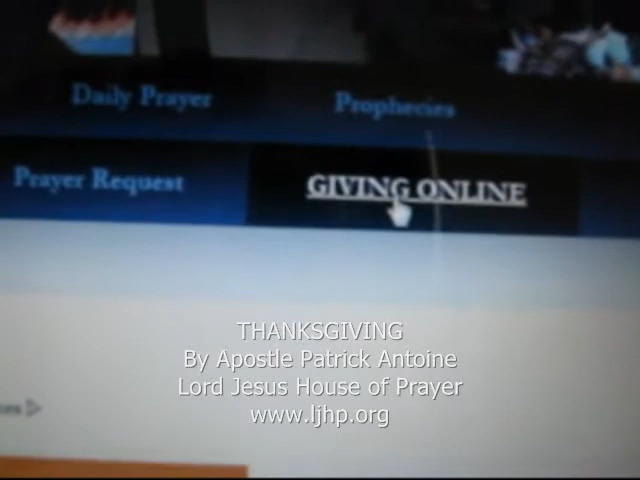 Daily Prayer
Prophecies
Prayer Request
GIVING ONLINE
THANKSGIVING
By Apostle Patrick Antoine
Lord Jesus House of Prayer
www.ljhp.org